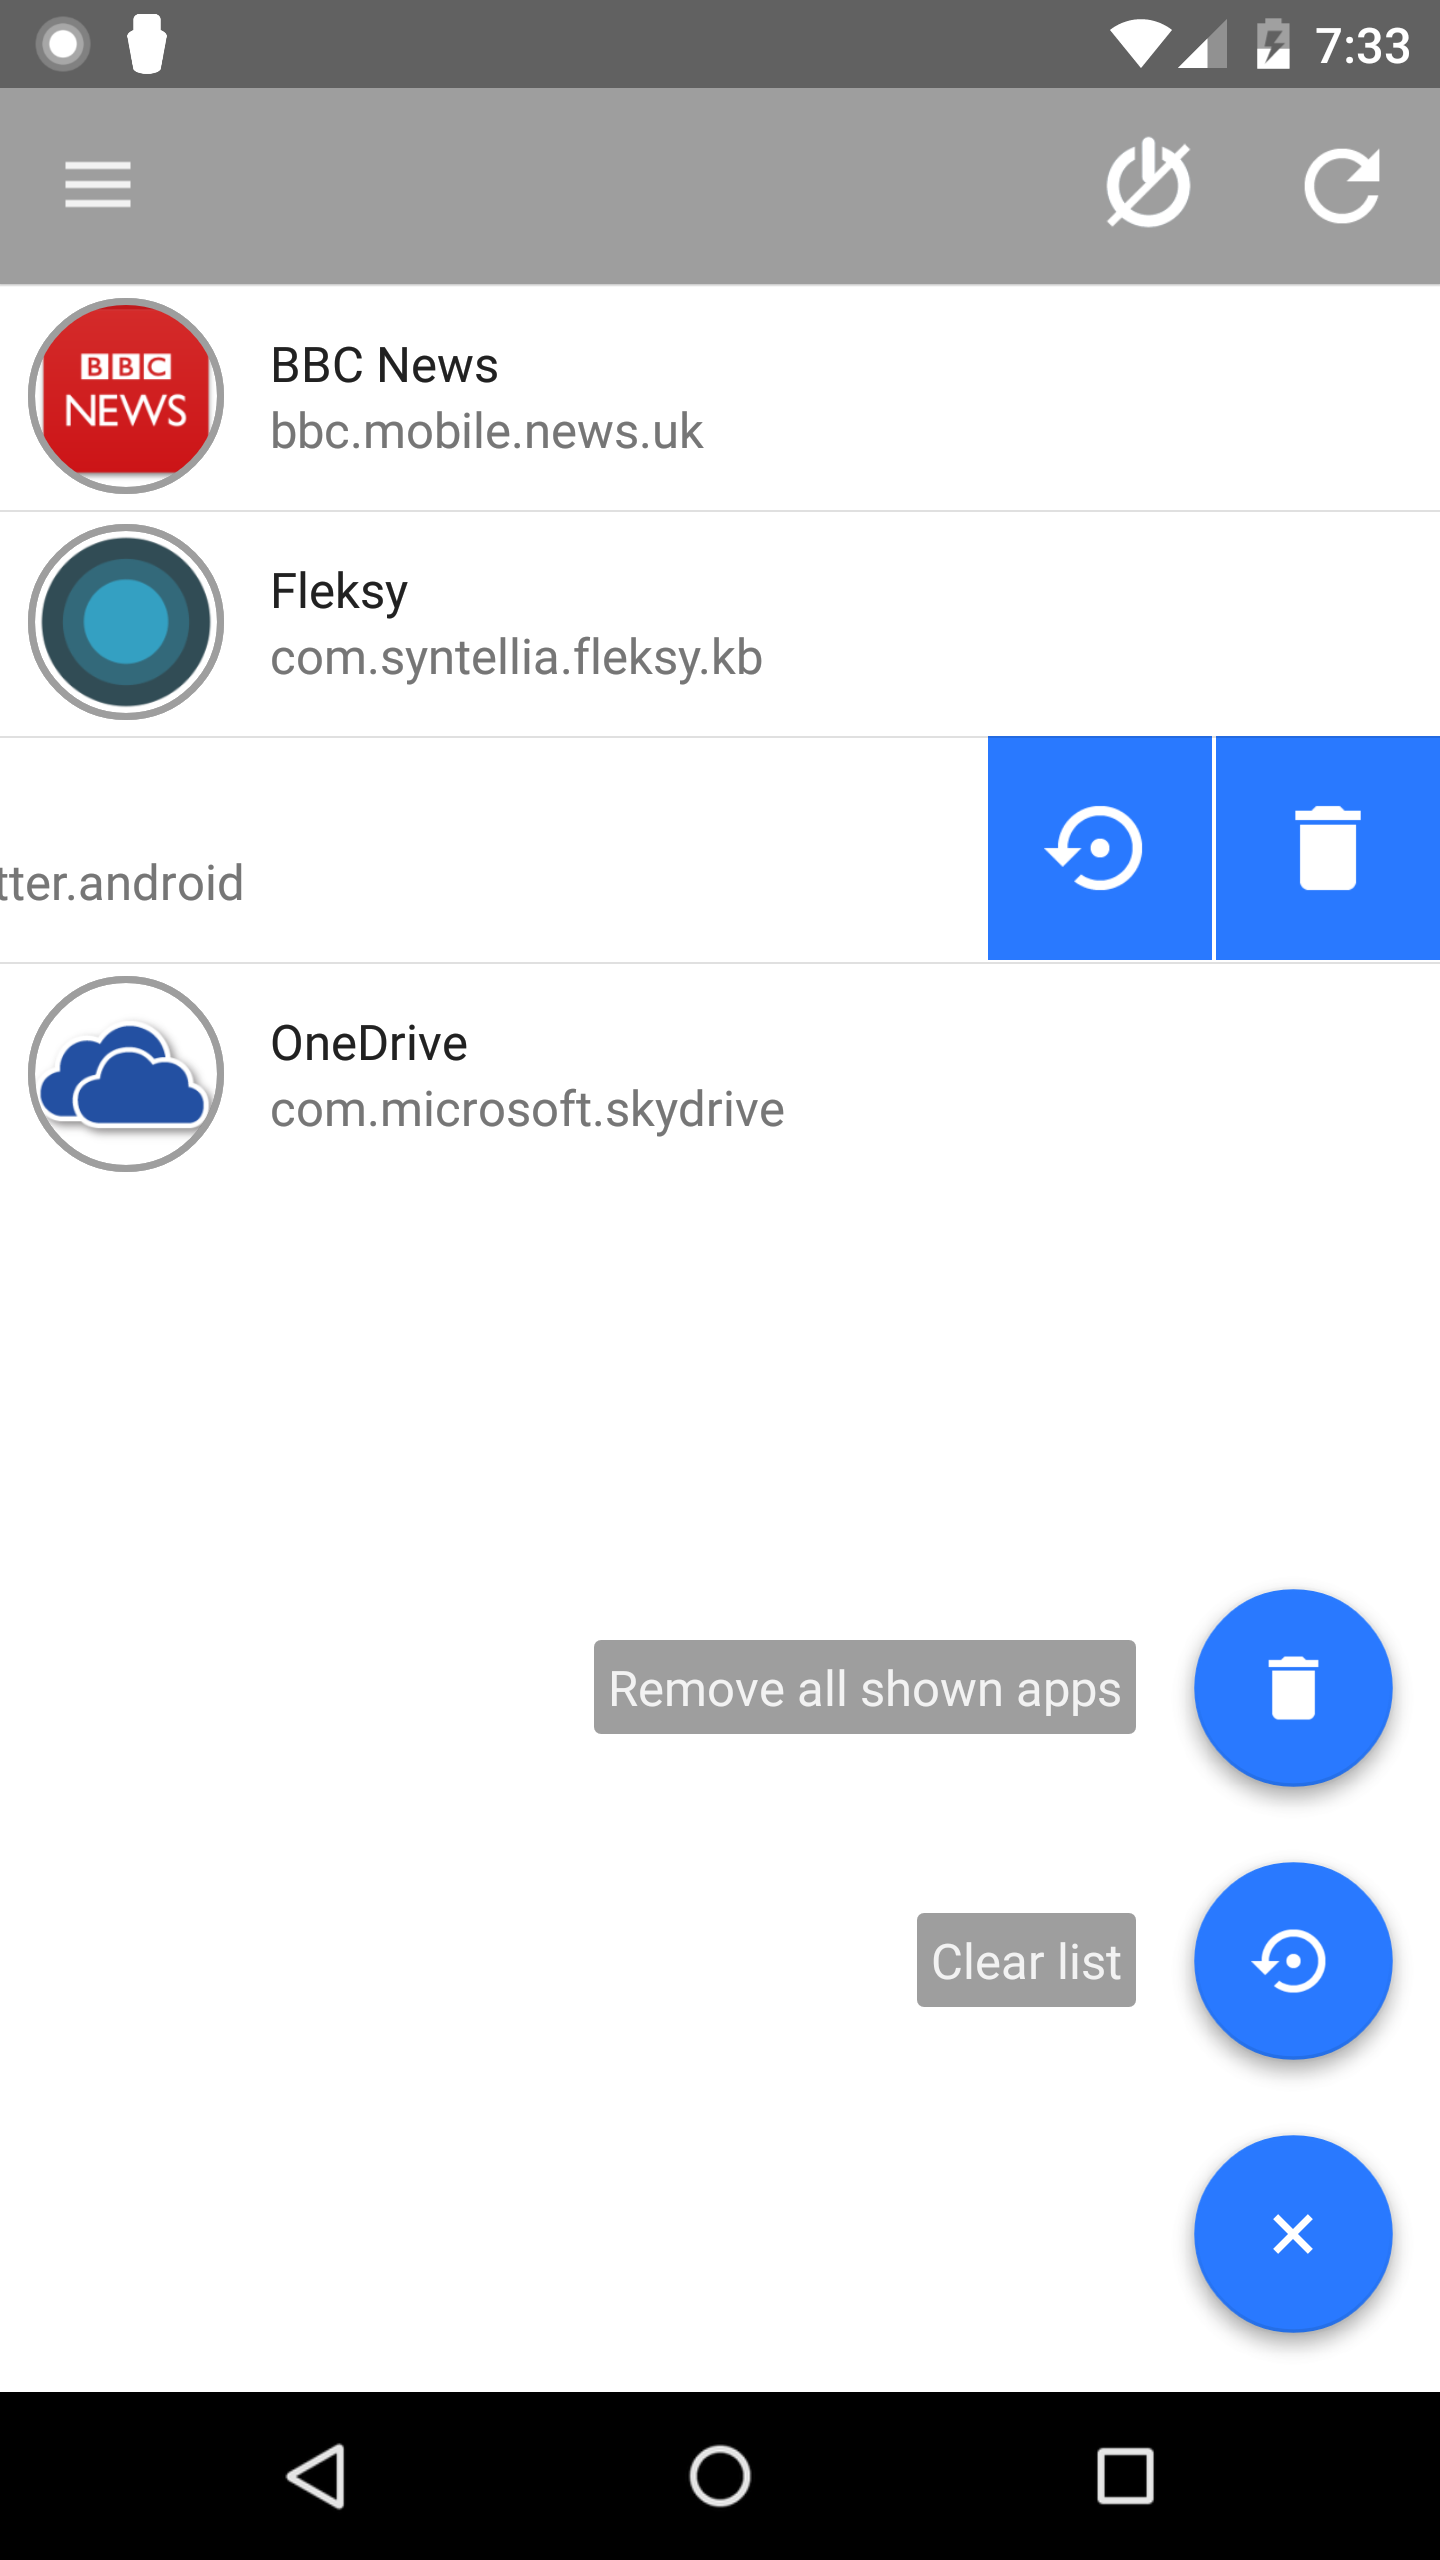 7:33
BBC
NEWS
BBC News
bbc.mobile.news.uk
Fleksy
com.syntellia.fleksy.kb
tter.android
OneDrive
com.microsoft.skydrive
Remove all shown apps
Clear list